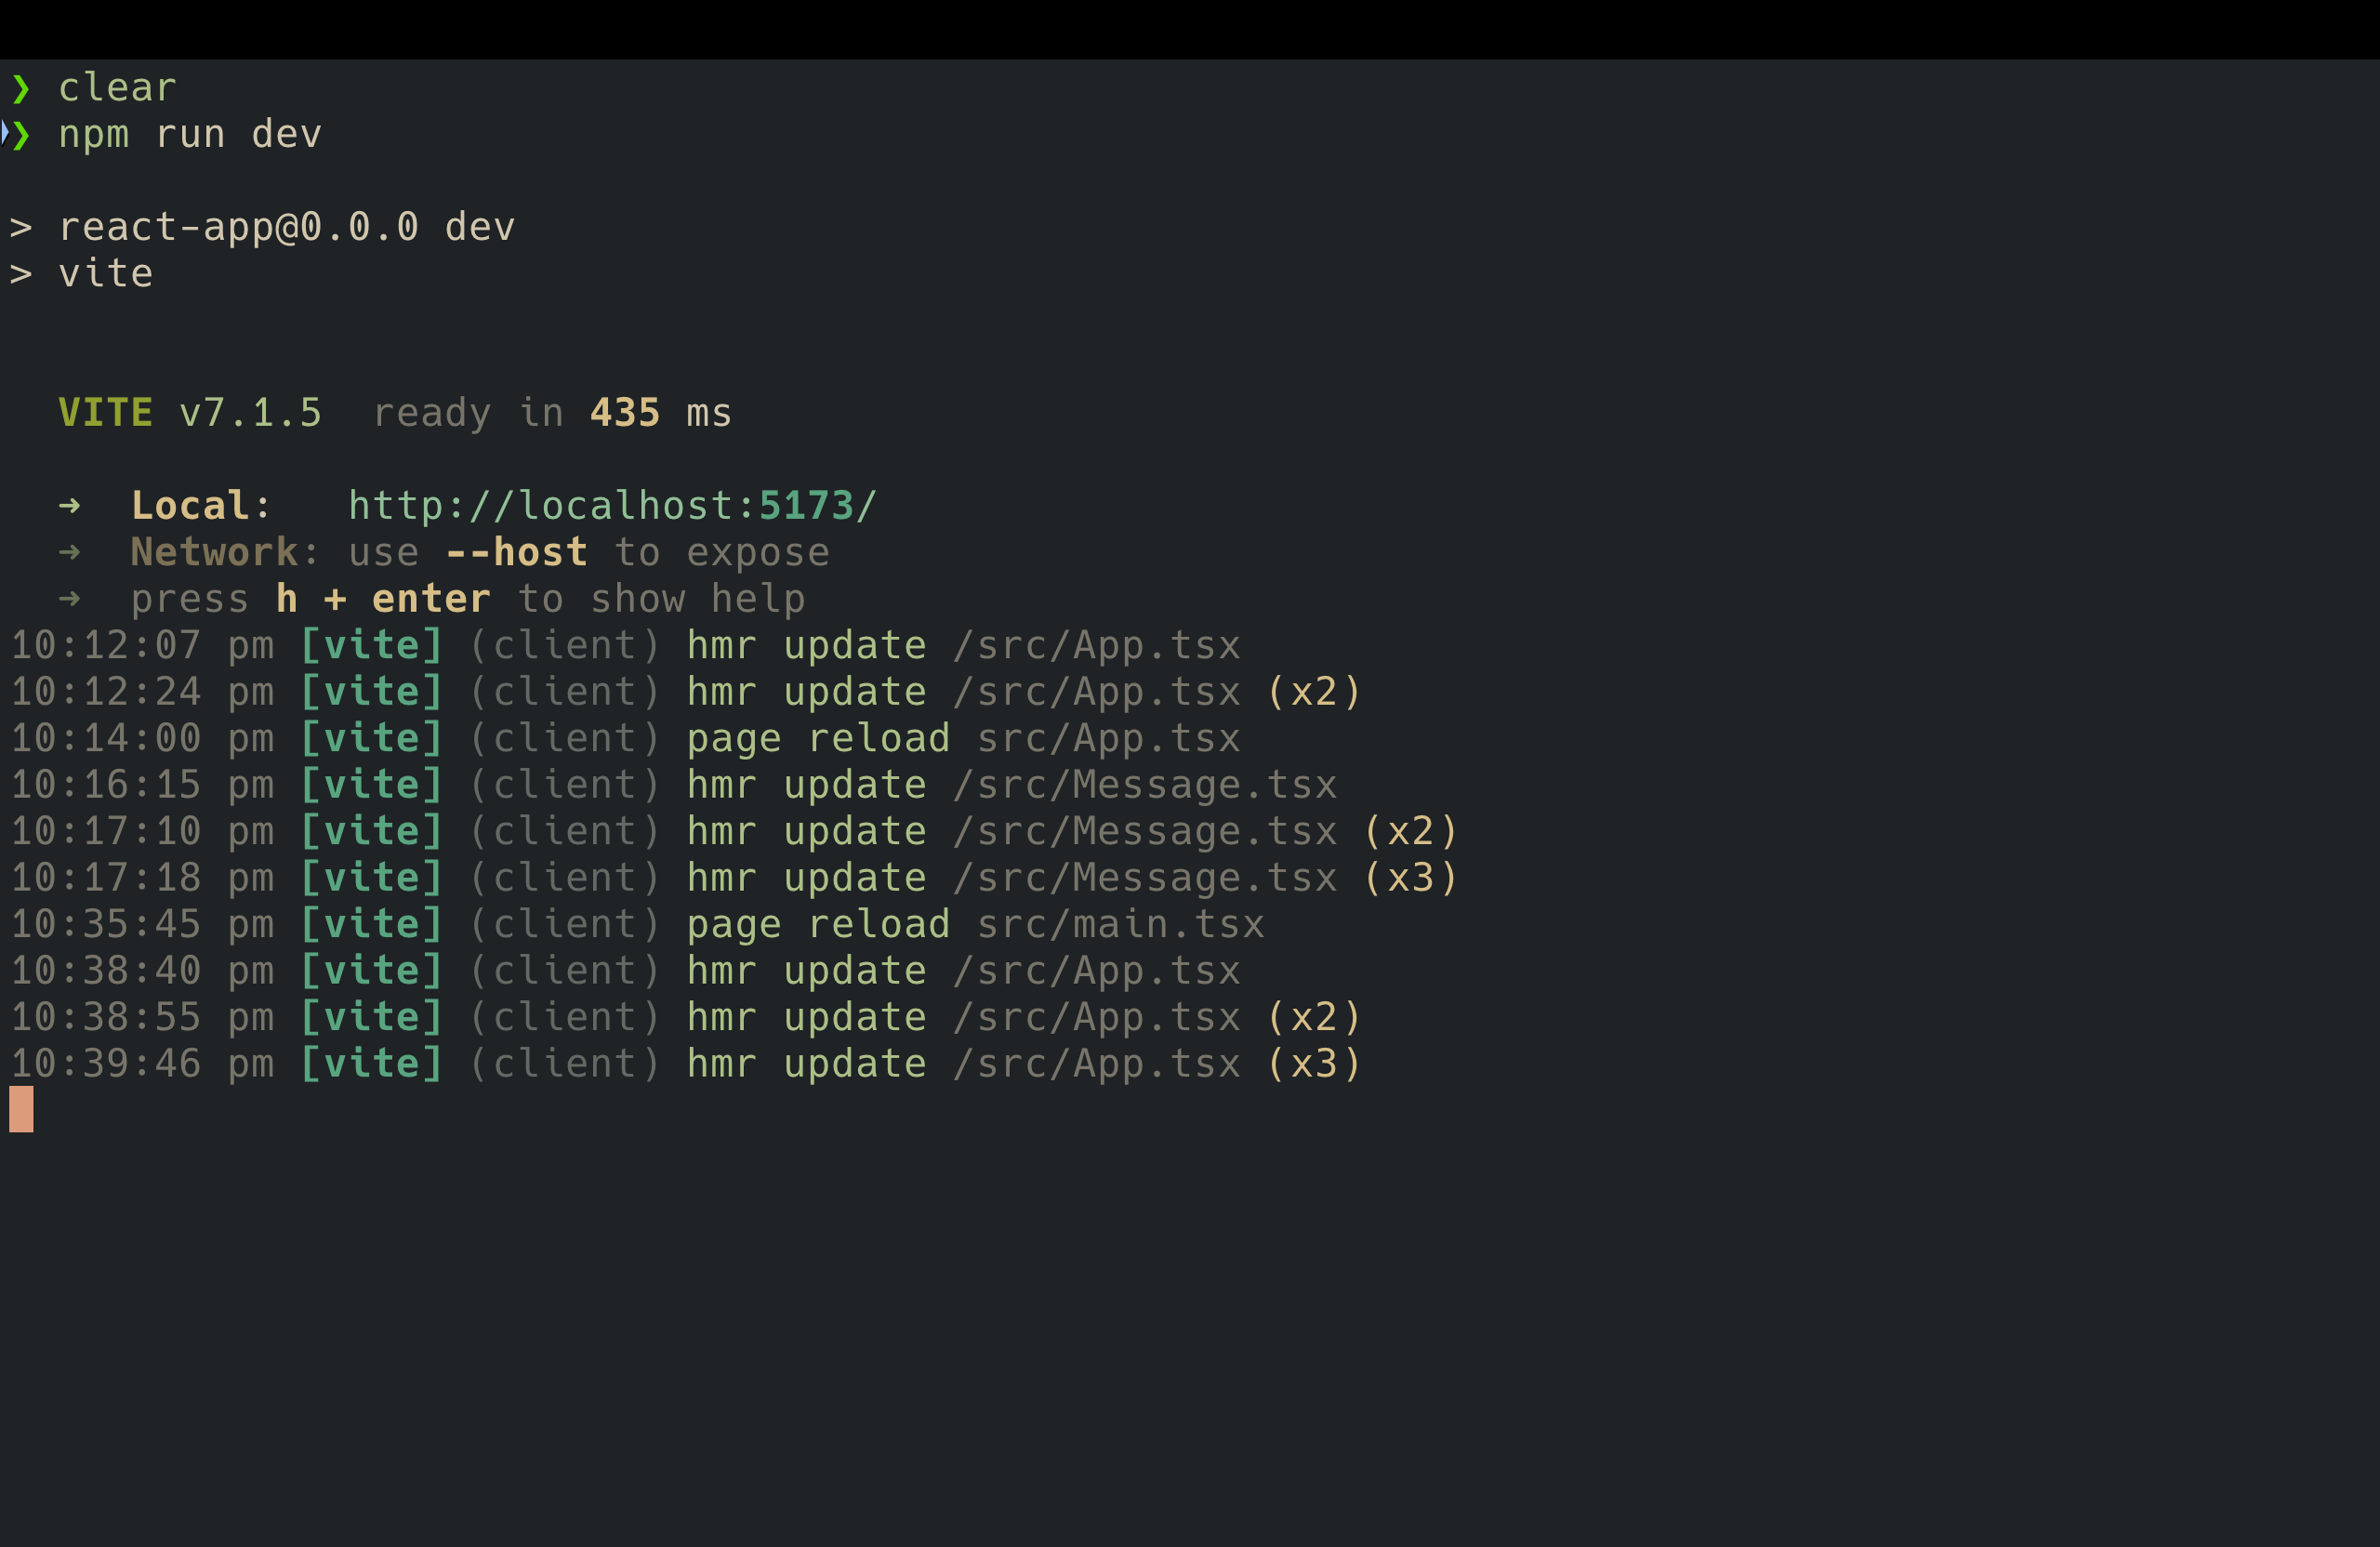 ❯ clear
❯ npm run dev
> react-app@0.0.0 dev
> vite
VITE v7.1.5  ready in 435 ms
➜  Local:   http://localhost:5173/
➜  Network: use --host to expose
➜  press h + enter to show help
10:12:07 pm [vite] (client) hmr update /src/App.tsx
10:12:24 pm [vite] (client) hmr update /src/App.tsx (x2)
10:14:00 pm [vite] (client) page reload src/App.tsx
10:16:15 pm [vite] (client) hmr update /src/Message.tsx
10:17:10 pm [vite] (client) hmr update /src/Message.tsx (x2)
10:17:18 pm [vite] (client) hmr update /src/Message.tsx (x3)
10:35:45 pm [vite] (client) page reload src/main.tsx
10:38:40 pm [vite] (client) hmr update /src/App.tsx
10:38:55 pm [vite] (client) hmr update /src/App.tsx (x2)
10:39:46 pm [vite] (client) hmr update /src/App.tsx (x3)